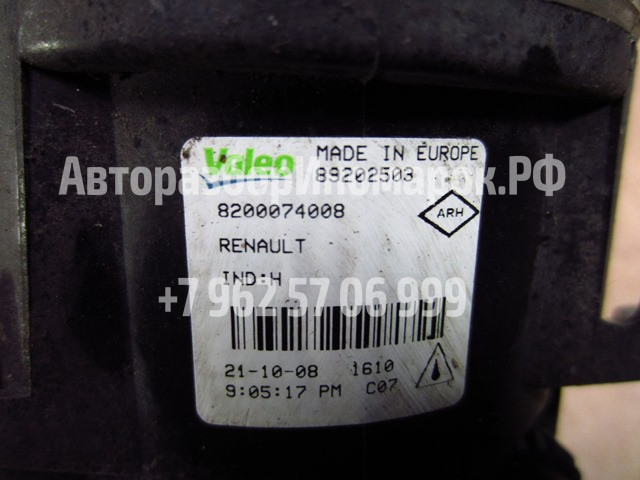 Valeo MADE IN EUROPE
89202503
АвторазборИномарок.РФ
8200074008 ARH
RENAULT
IND:H
+7 962 57 06 999
21-10-08 1610
9:05:17 PM C07